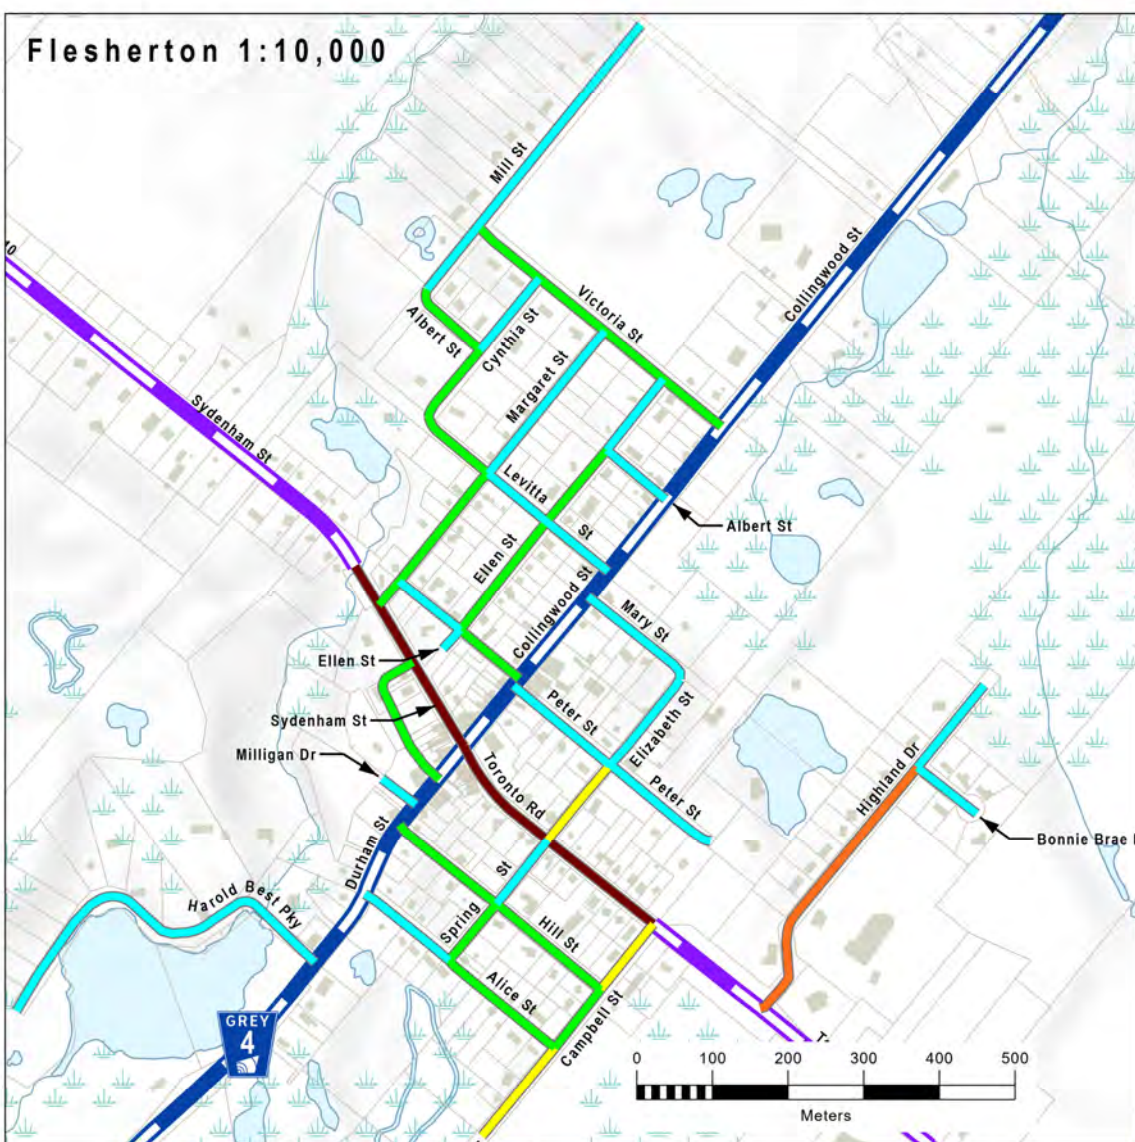 Flesherton 1:10,000
Mill St
10
Collingwood St
Victoria St
Albert St
Cynthia St
Margaret St
Sydenham St
Levitta
St
Albert St
Ellen St
Collingwood St
Mary St
Ellen St
Peter St
Elizabeth St
Sydenham St
Milligan Dr
Toronto Rd
Peter St
Highland Dr
Durham St
Bonnie Brae
St
Harold Best Pky
Spring
Hill St
Alice St
Campbell St
GREY
4
0 100 200 300 400 500
Meters